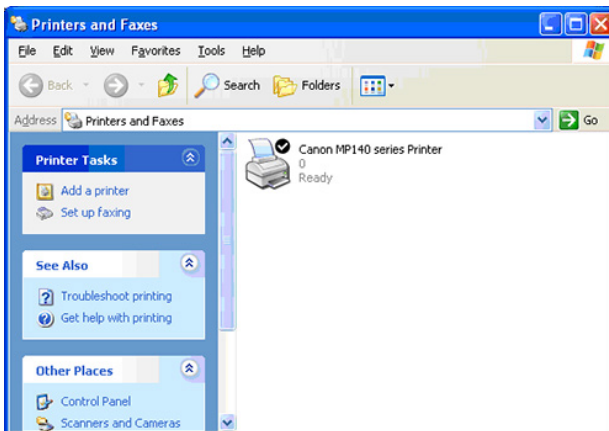 Printers and Faxes
File Edit View Favorites Tools Help
Back Search Folders
Address Printers and Faxes Go
Printer Tasks
Add a printer
Set up faxing
See Also
Troubleshoot printing
Get help with printing
Other Places
Control Panel
Scanners and Cameras
Canon MP140 series Printer
0
Ready